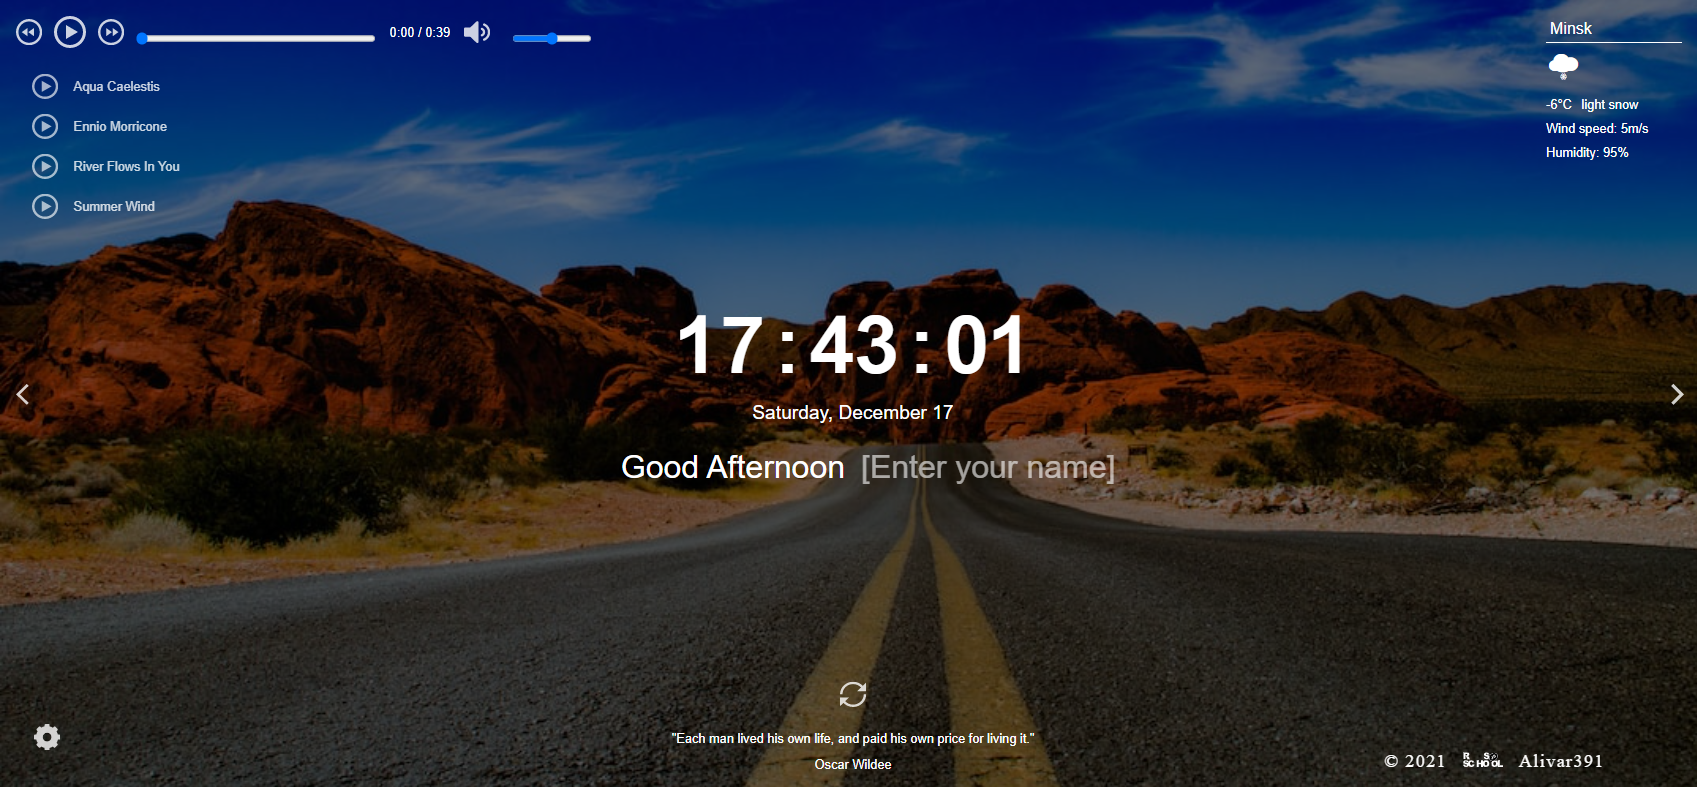 0:00 / 0:39
Minsk
Aqua Caelestis
Ennio Morricone
River Flows In You
Summer Wind
-6°C light snow
Wind speed: 5m/s
Humidity: 95%
17:43:01
Saturday, December 17
Good Afternoon [Enter your name]
"Each man lived his own life, and paid his own price for living it."
Oscar Wildee
© 2021 RS SCHOOL Alivar391